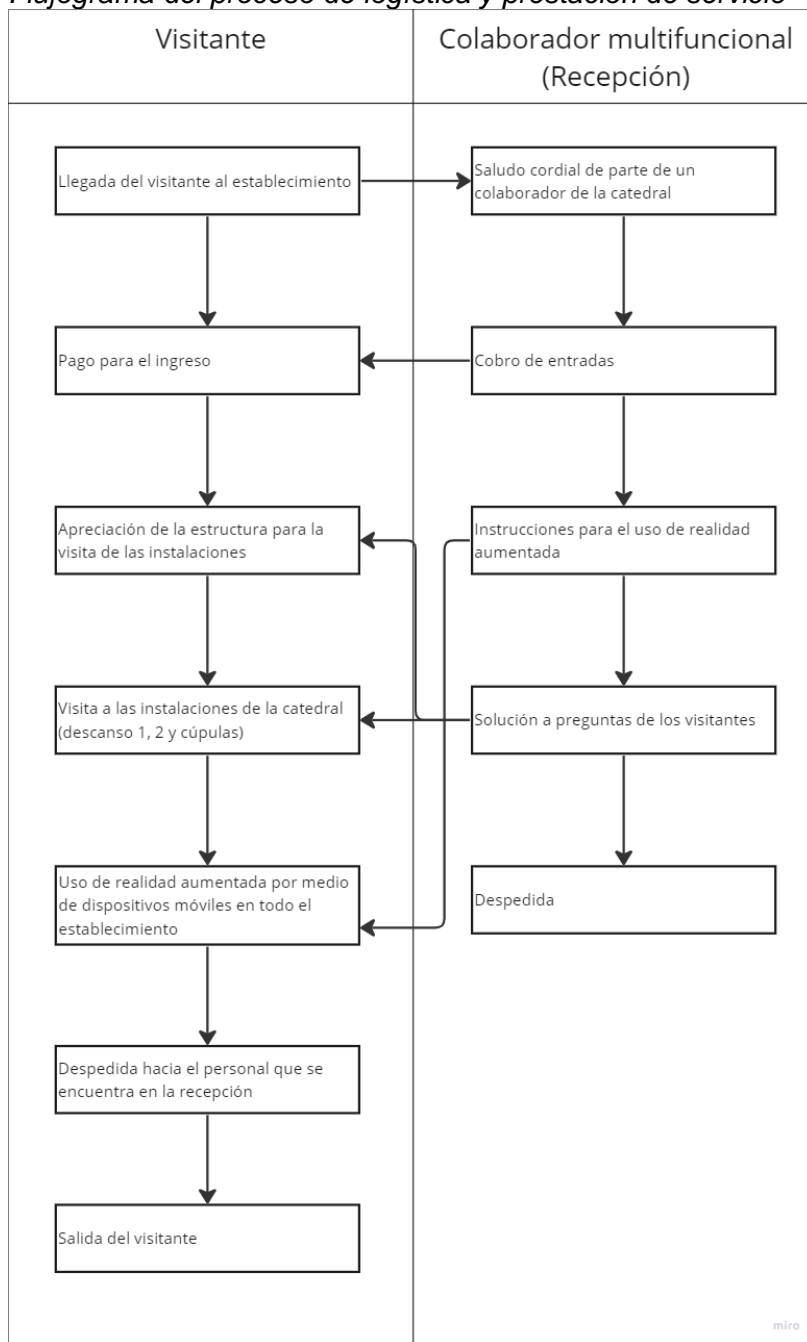 Flujograma del proceso de logística y prestación de servicio
Visitante
Colaborador multifuncional
(Recepción)
Llegada del visitante al establecimiento
Saludo cordial de parte de un
colaborador de la catedral
Pago para el ingreso
Cobro de entradas
Apreciación de la estructura para la
visita de las instalaciones
Instrucciones para el uso de realidad
aumentada
Visita a las instalaciones de la catedral
(descanso 1, 2 y cúpulas)
Solución a preguntas de los visitantes
Uso de realidad aumentada por medio
de dispositivos móviles en todo el
establecimiento
Despedida
Despedida hacia el personal que se
encuentra en la recepción
Salida del visitante
miro